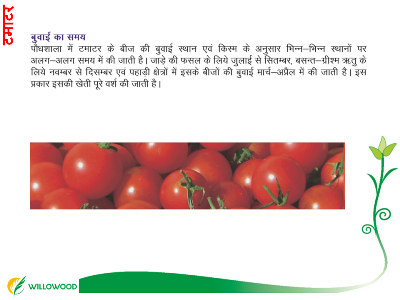 टमाटर
बुवाई का समय
पौधशाला में टमाटर के बीज की बुवाई स्थान एवं किस्म के अनुसार भिन्न–भिन्न स्थानों पर
अलग–अलग समय में की जाती है। जाड़े की फसल के लिये जुलाई से सितम्बर, बसन्त–ग्रीश्म ऋतु के
लिये नवम्बर से दिसम्बर एवं पहाडी क्षेत्रों में इसके बीजों की बुवाई मार्च–अप्रैल में की जाती है। इस
प्रकार इसकी खेती पूरे वर्श की जाती है।
WILLOWOOD